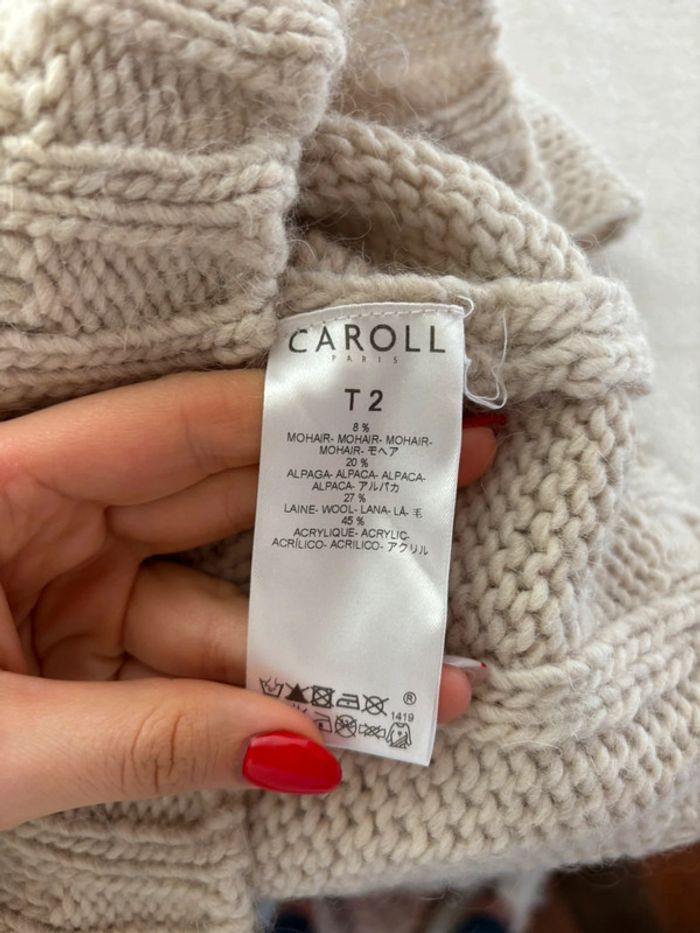 CAROLL
PARIS
T2
8 %
MOHAIR- MOHAIR- MOHAIR-
MOHAIR- モヘア
20 %
ALPAGA- ALPACA- ALPACA-
ALPACA- アルパカ
27 %
LAINE- WOOL- LANA- LÃ- 毛
45 %
ACRYLIQUE- ACRYLIC-
ACRÍLICO- ACRILICO- アクリル
®
1419